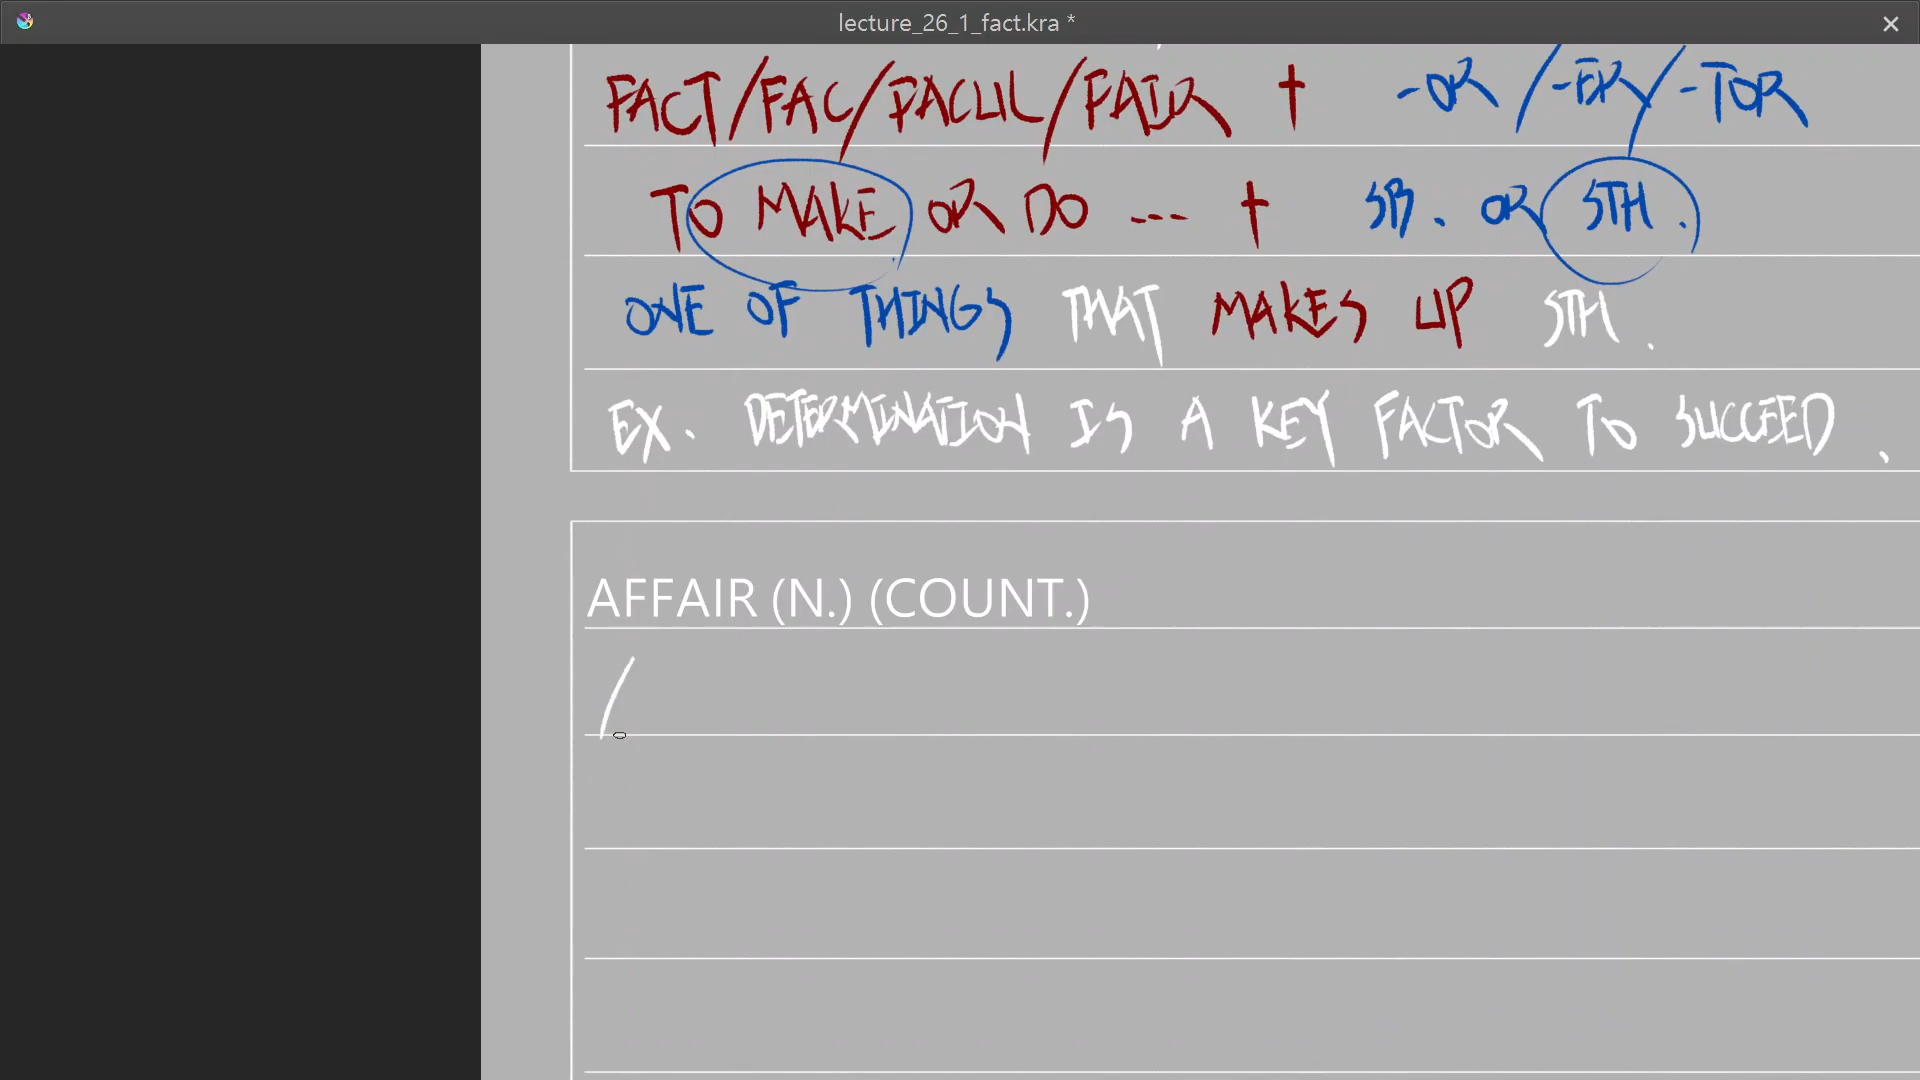 lecture_26_1_fact.kra *
FACT/FAC/FACUL/FAIR + -OR/-ER/-TOR
TO MAKE OR DO --- + SB. OR STH.
ONE OF THINGS THAT MAKES UP STH.
EX. DETERMINATION IS A KEY FACTOR TO SUCCEED.
AFFAIR (N.) (COUNT.)